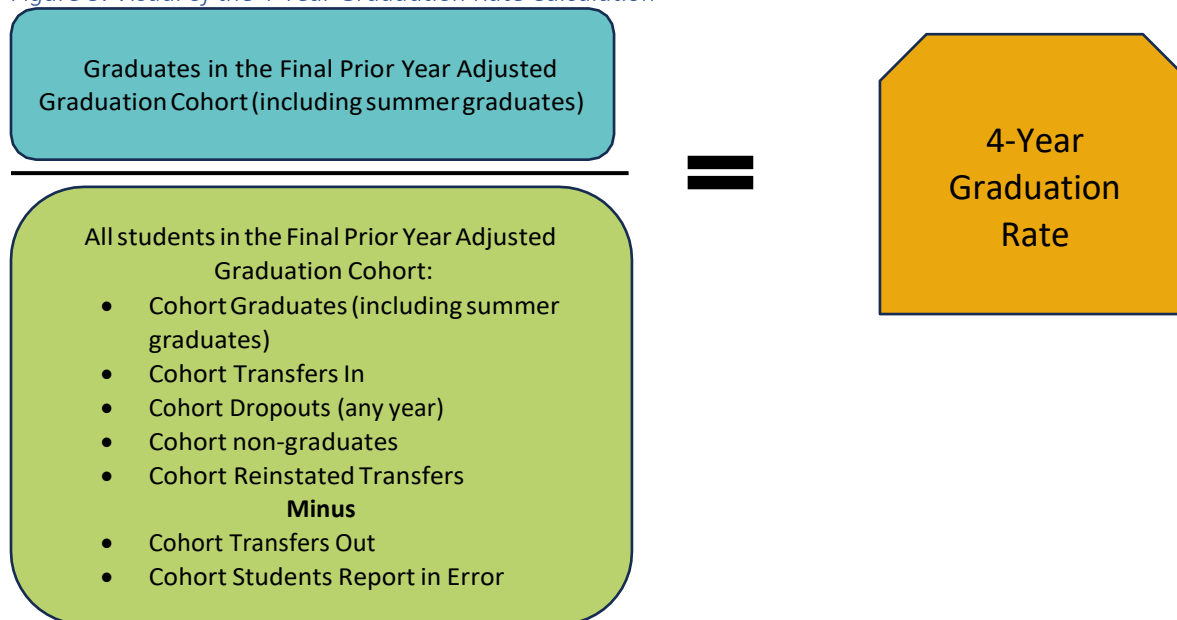 Graduates in the Final Prior Year Adjusted
Graduation Cohort (including summer graduates)
4-Year
Graduation
Rate
All students in the Final Prior Year Adjusted
Graduation Cohort:
• Cohort Graduates (including summer
graduates)
• Cohort Transfers In
• Cohort Dropouts (any year)
• Cohort non-graduates
• Cohort Reinstated Transfers
Minus
• Cohort Transfers Out
• Cohort Students Report in Error